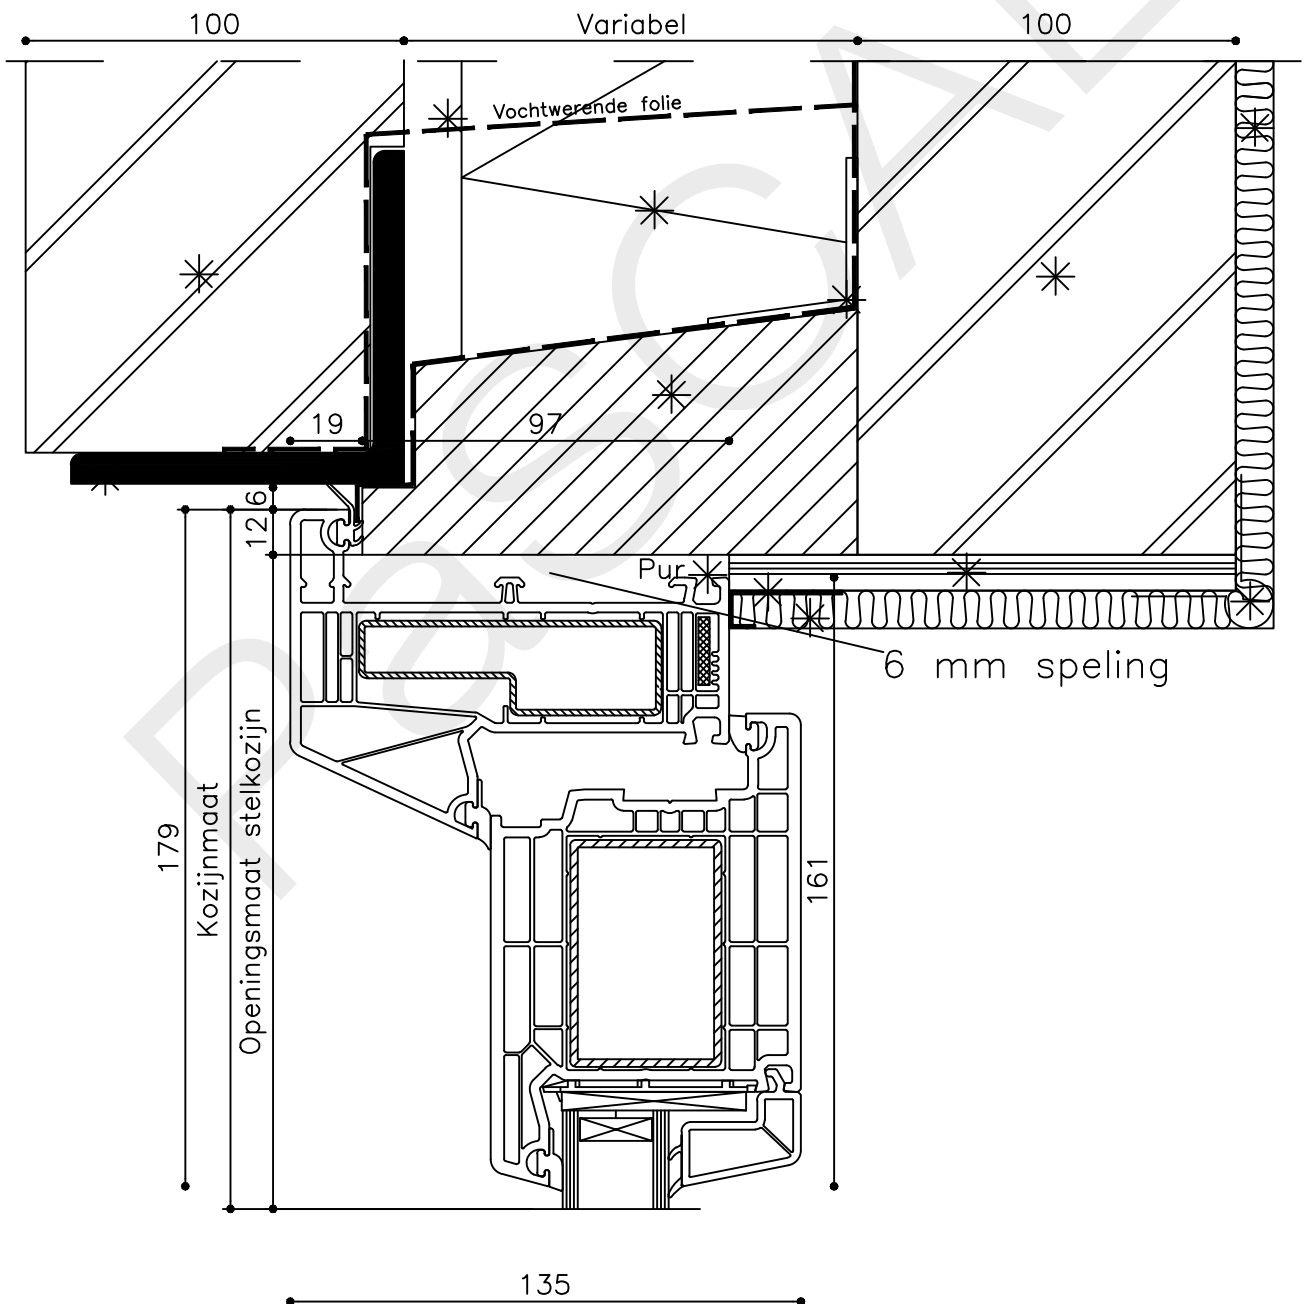 100
Variabel
100
Vochtwerende folie
19
97
6
12
Pur
6 mm speling
179
Kozijnmaat
Openingsmaat stelkozijn
161
135
PaSCAL